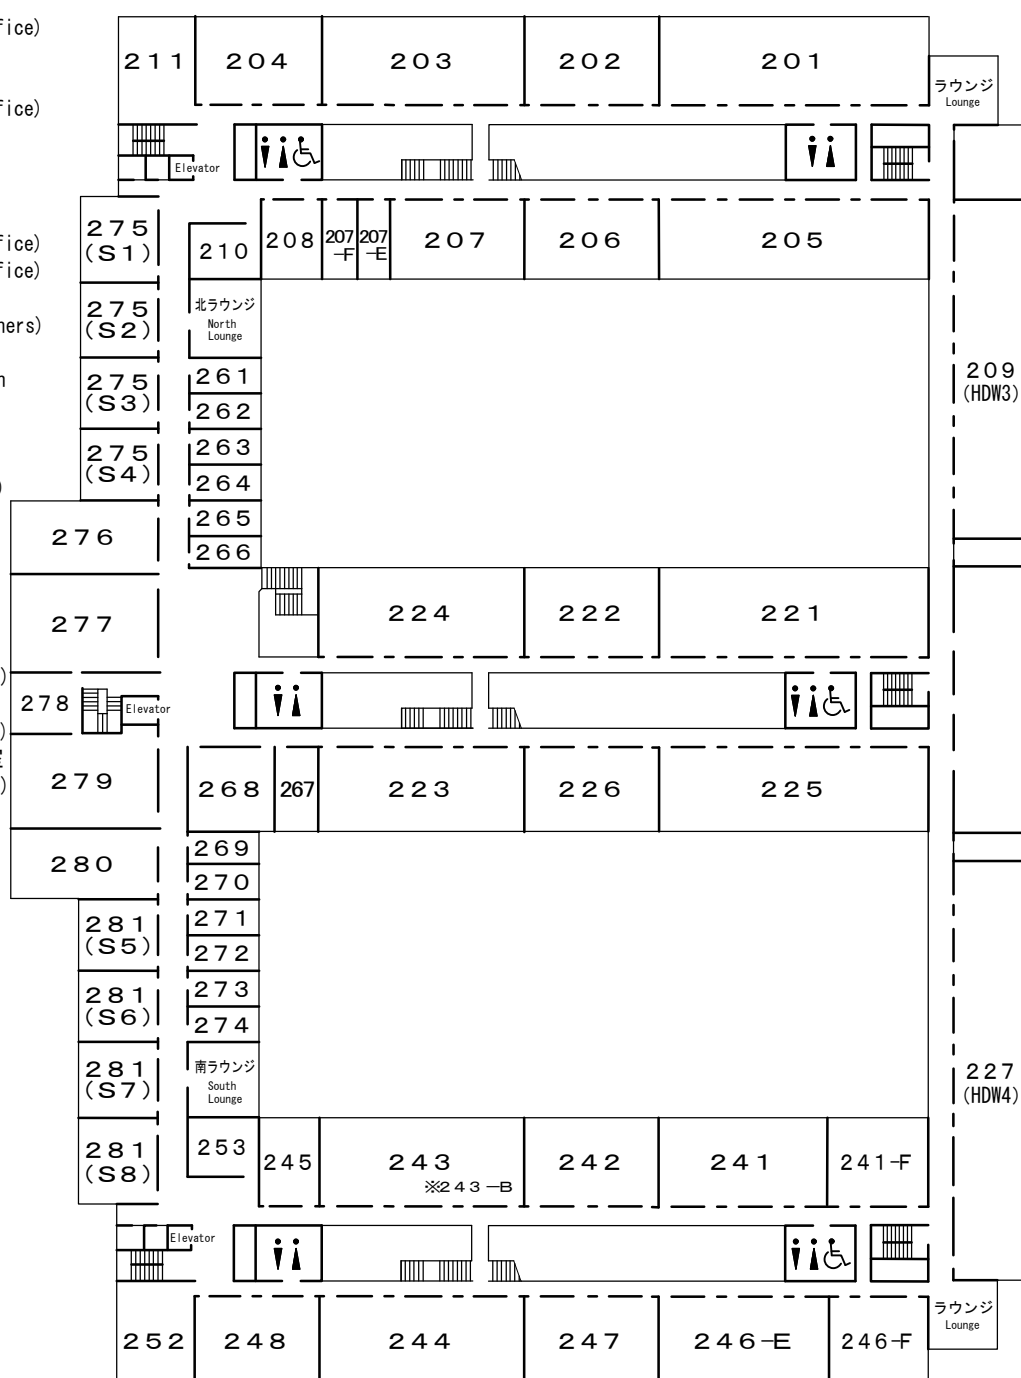 fice)
211 204 203 202 201
ラウンジ
Lounge
fice)
Elevator
275
(S1)
210 208 207
-F 207
-E 207 206 205
fice)
fice)
275
(S2)
北ラウンジ
North
Lounge
ners)
275
(S3)
261
262
209
(HDW3)
275
(S4)
263
264
265
266
276
277
224 222 221
)
278
Elevator
)
)
279
268 267 223 226 225
280
269
270
281
(S5)
271
272
281
(S6)
273
274
281
(S7)
南ラウンジ
South
Lounge
227
(HDW4)
281
(S8)
253 245 243 242 241 241-F
※243-B
Elevator
252 248 244 247 246-E 246-F
ラウンジ
Lounge